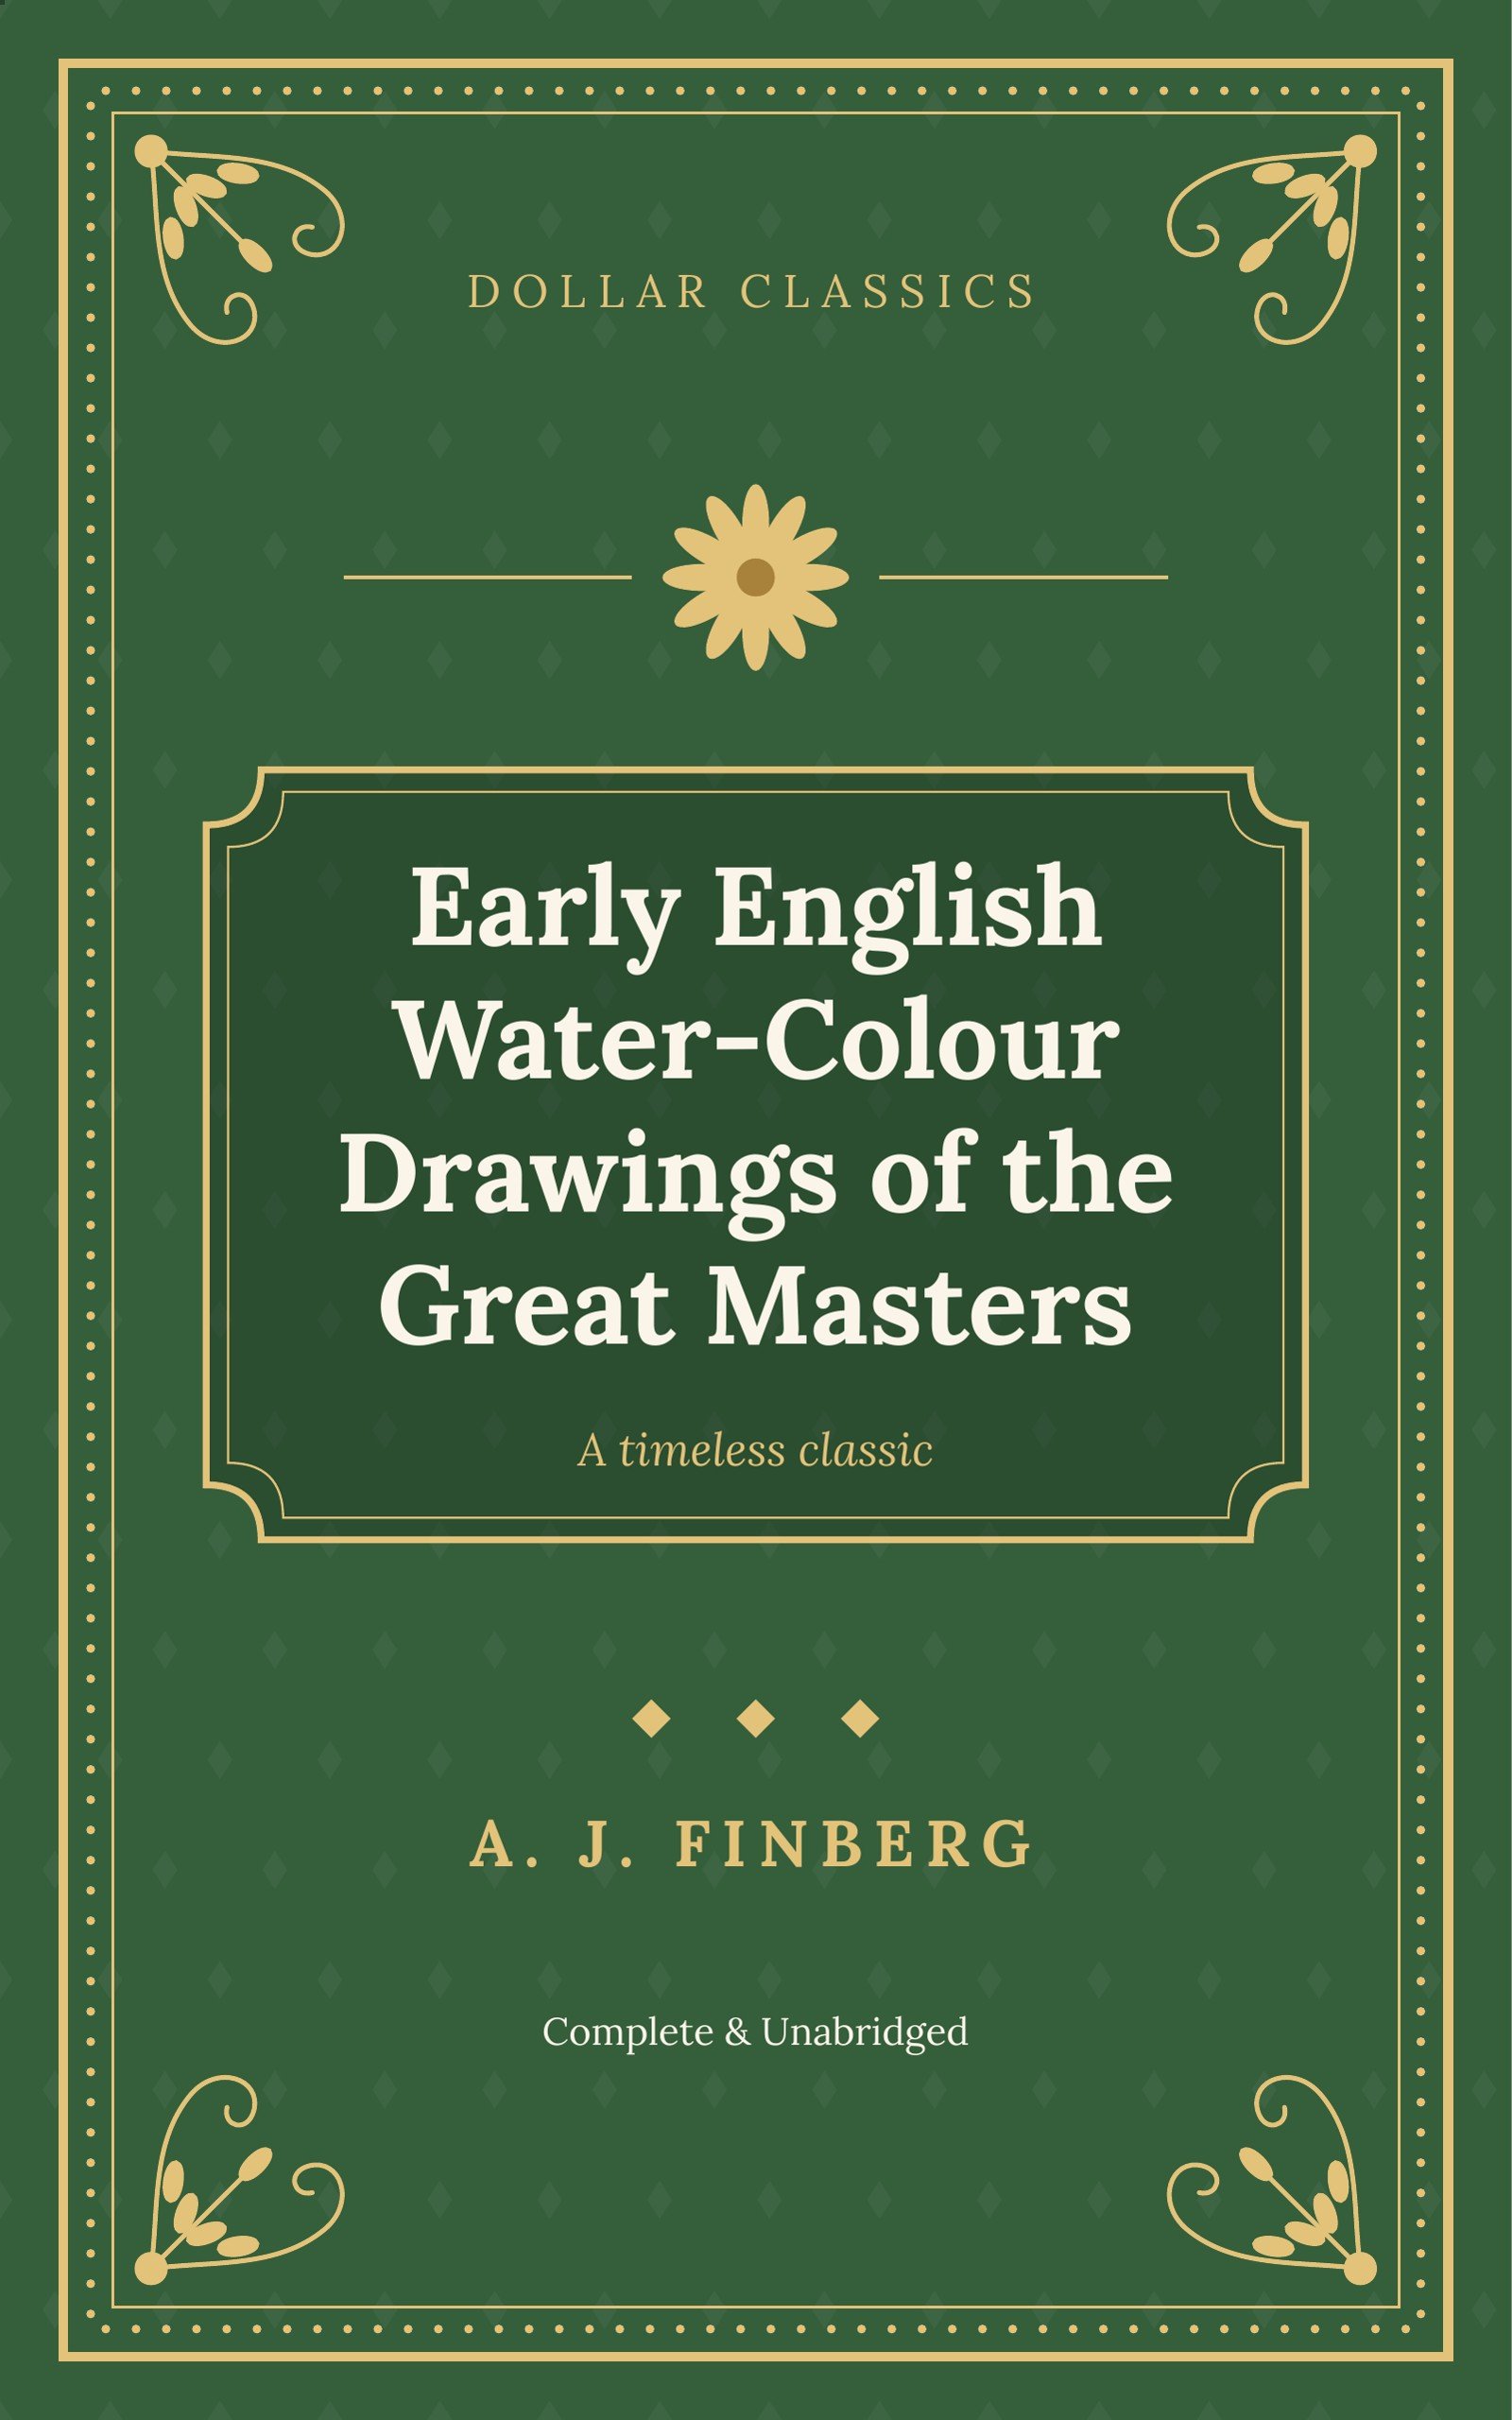 DOLLAR CLASSICS
Early English
Water-Colour
Drawings of the
Great Masters
A timeless classic
A. J. FINBERG
Complete & Unabridged